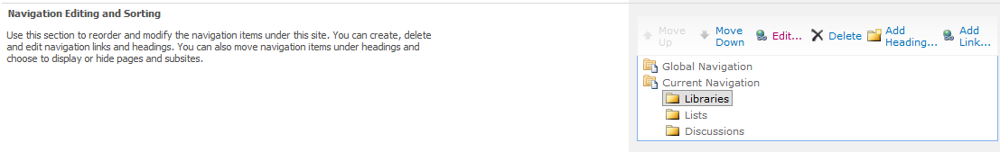 Navigation Editing and Sorting
Use this section to reorder and modify the navigation items under this site. You can create, delete
and edit navigation links and headings. You can also move navigation items under headings and
choose to display or hide pages and subsites.
Move Up
Move Down
Edit...
Delete
Add Heading...
Add Link...
Global Navigation
Current Navigation
Libraries
Lists
Discussions